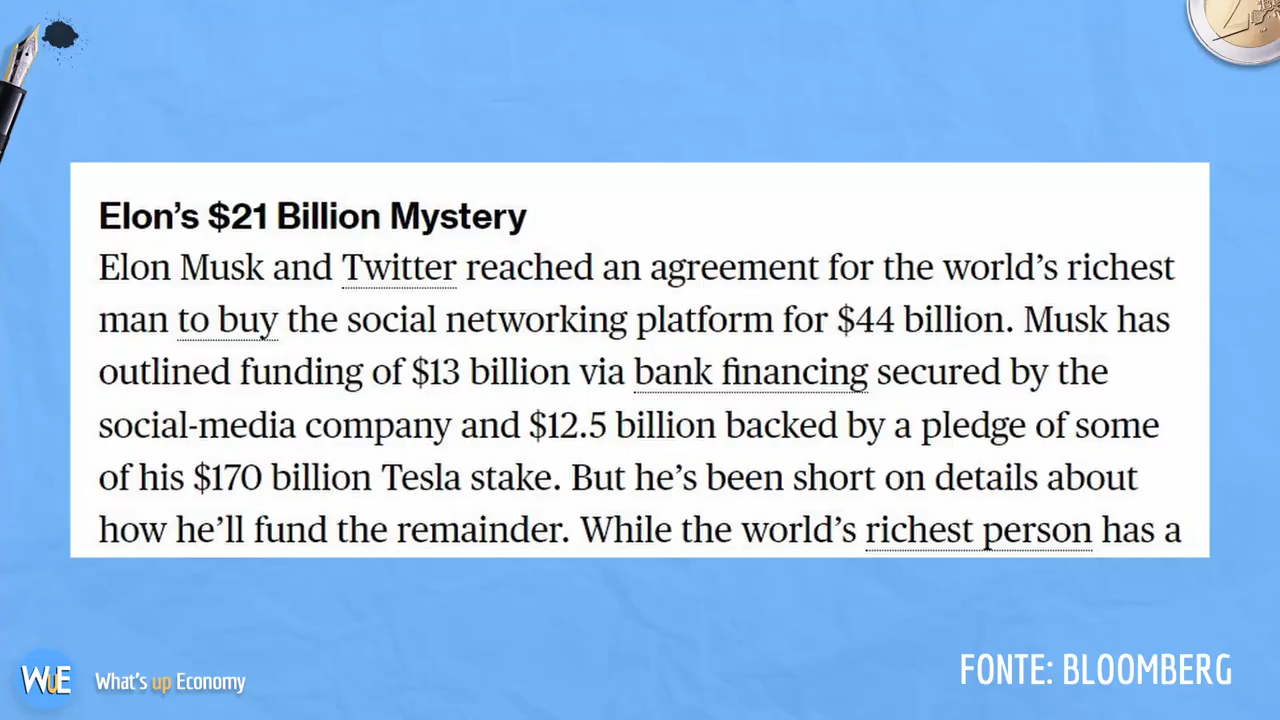 Elon's $21 Billion Mystery
Elon Musk and Twitter reached an agreement for the world's richest
man to buy the social networking platform for $44 billion. Musk has
outlined funding of $13 billion via bank financing secured by the
social-media company and $12.5 billion backed by a pledge of some
of his $170 billion Tesla stake. But he's been short on details about
how he'll fund the remainder. While the world's richest person has a
WuE What's up Economy
FONTE: BLOOMBERG